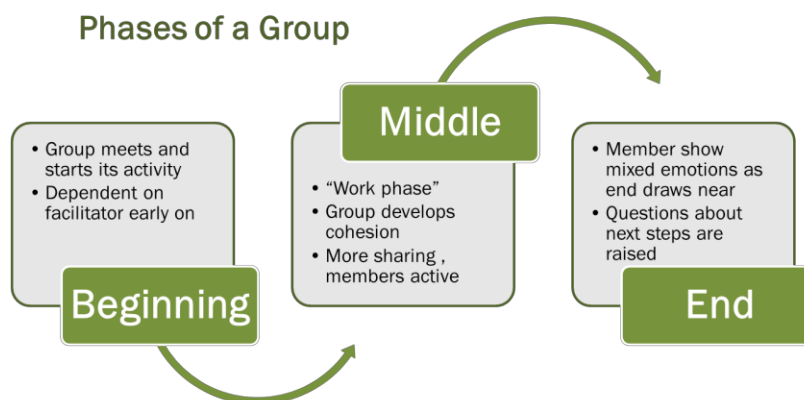 Phases of a Group
• Group meets and
starts its activity
• Dependent on
facilitator early on
Beginning
Middle
• “Work phase”
• Group develops
cohesion
• More sharing ,
members active
• Member show
mixed emotions as
end draws near
• Questions about
next steps are
raised
End